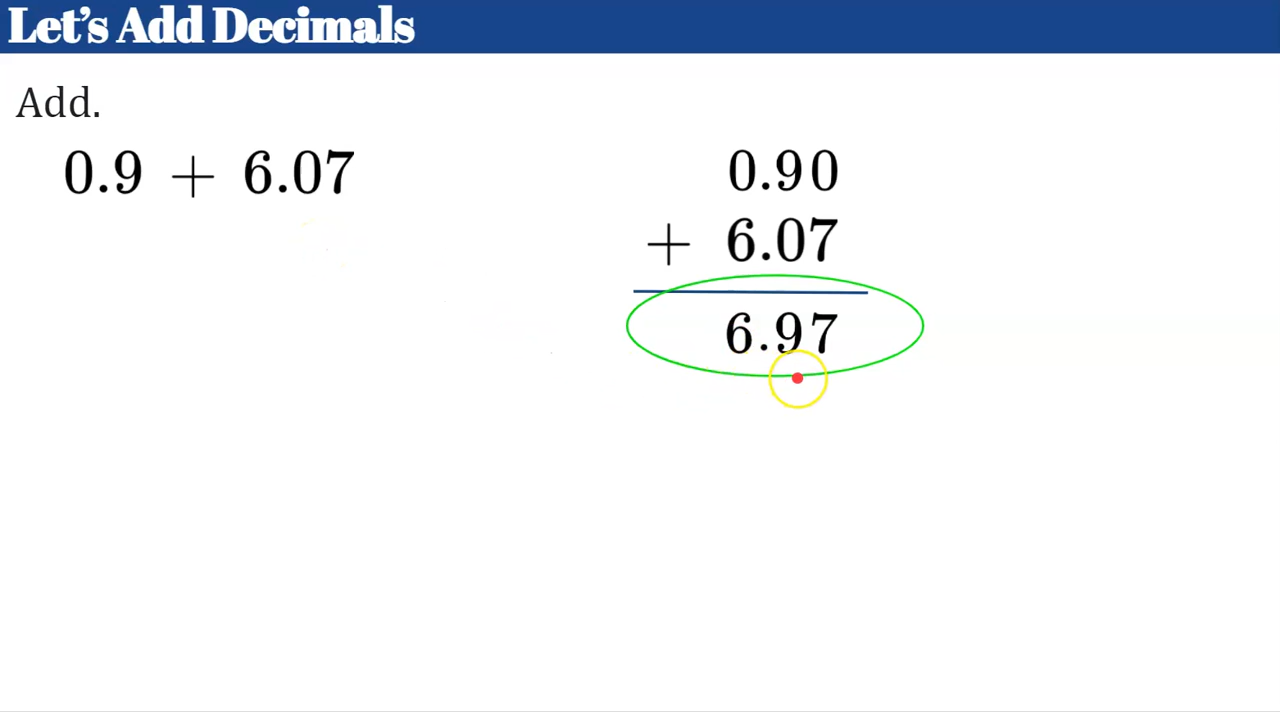 Let's Add Decimals
Add.
0.9 + 6.07
0.90
+ 6.07
6.97